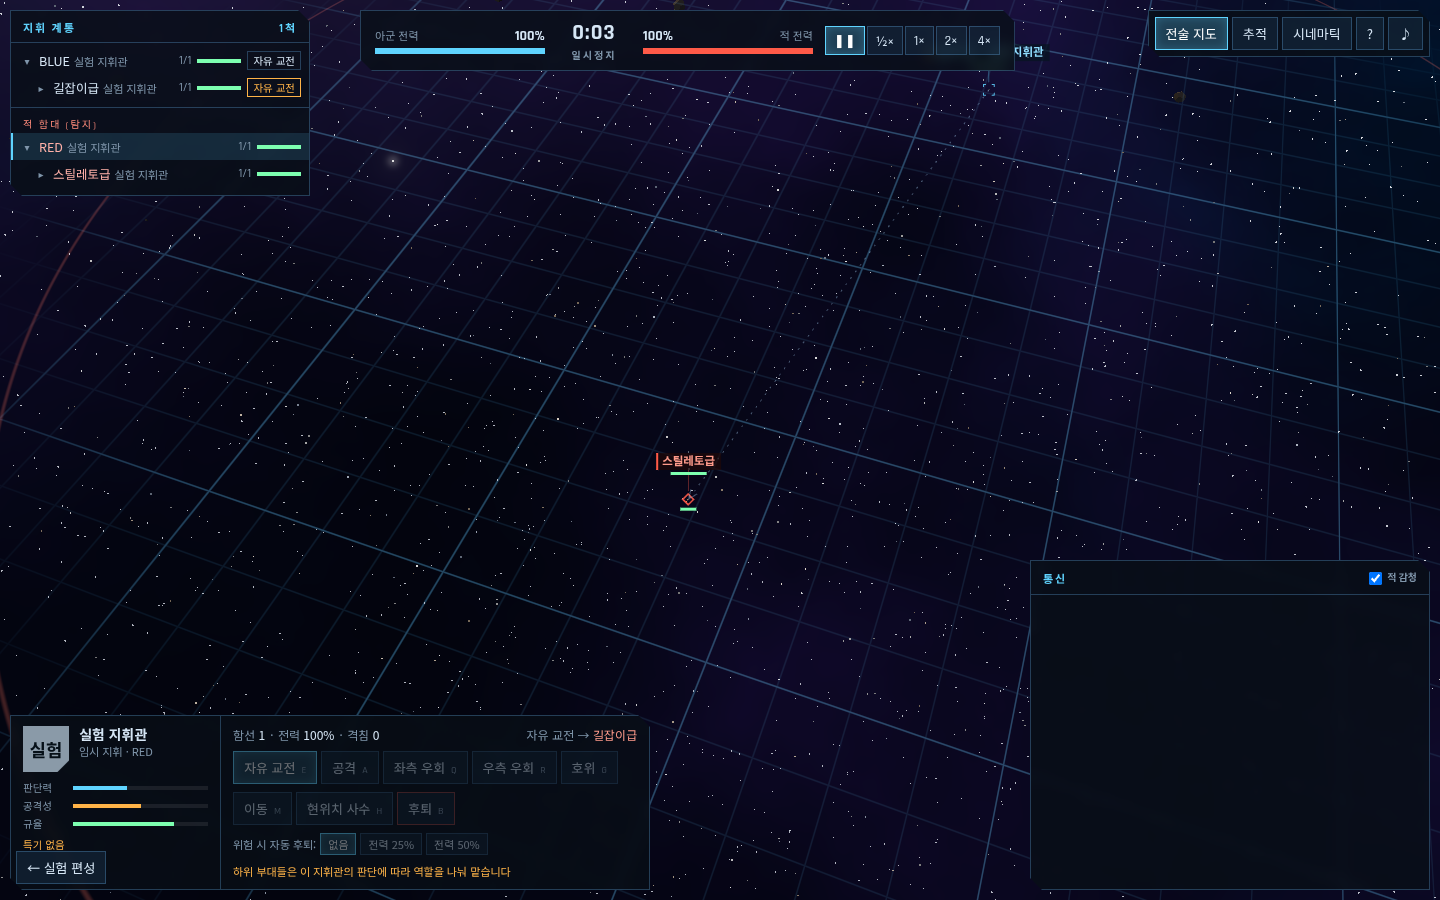 지휘 계통 1척
▾ BLUE 실험 지휘관 1/1 자유 교전
▸ 길잡이급 실험 지휘관 1/1 자유 교전
적 함대 (탐지)
▾ RED 실험 지휘관 1/1
▸ 스틸레토급 실험 지휘관 1/1
아군 전력 100%
0:03
일시정지
100% 적 전력
❚❚ ½× 1× 2× 4×
지휘관
전술 지도 추적 시네마틱 ? ♪
스틸레토급
통신 적 감청
실험
실험 지휘관
임시 지휘 · RED
판단력
공격성
규율
특기 없음
← 실험 편성
함선 1 · 전력 100% · 격침 0 자유 교전 → 길잡이급
자유 교전 E 공격 A 좌측 우회 Q 우측 우회 R 호위 G
이동 M 현위치 사수 H 후퇴 B
위험 시 자동 후퇴: 없음 전력 25% 전력 50%
하위 부대들은 이 지휘관의 판단에 따라 역할을 나눠 맡습니다